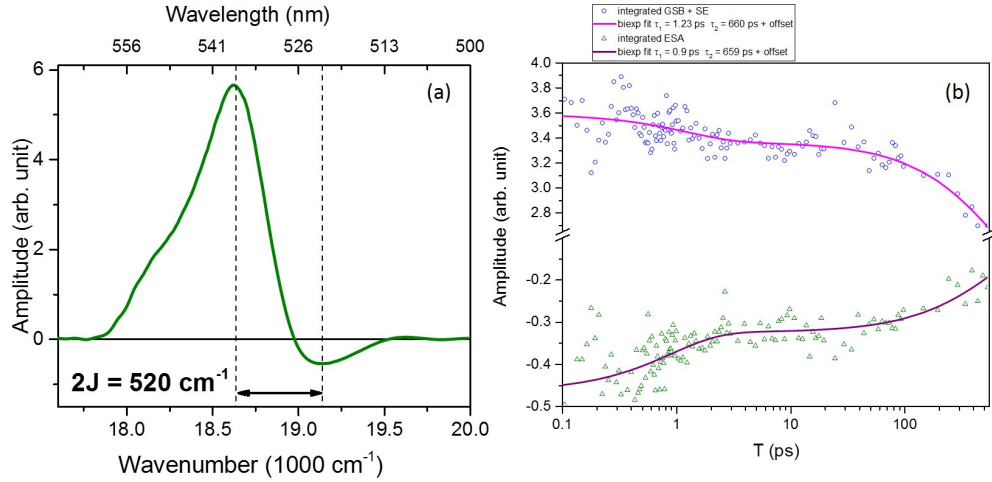 Wavelength (nm)
556 541 526 513 500
6
4
2
0
Amplitude (arb. unit)
(a)
2J = 520 cm⁻¹
18.0 18.5 19.0 19.5 20.0
Wavenumber (1000 cm⁻¹)
integrated GSB + SE
biexp fit τ₁ = 1.23 ps τ₂ = 660 ps + offset
integrated ESA
biexp fit τ₁ = 0.9 ps τ₂ = 659 ps + offset
4.0
3.8
3.6
3.4
3.2
3.0
2.8
-0.2
-0.3
-0.4
-0.5
Amplitude (arb. unit)
(b)
0.1 1 10 100
T (ps)